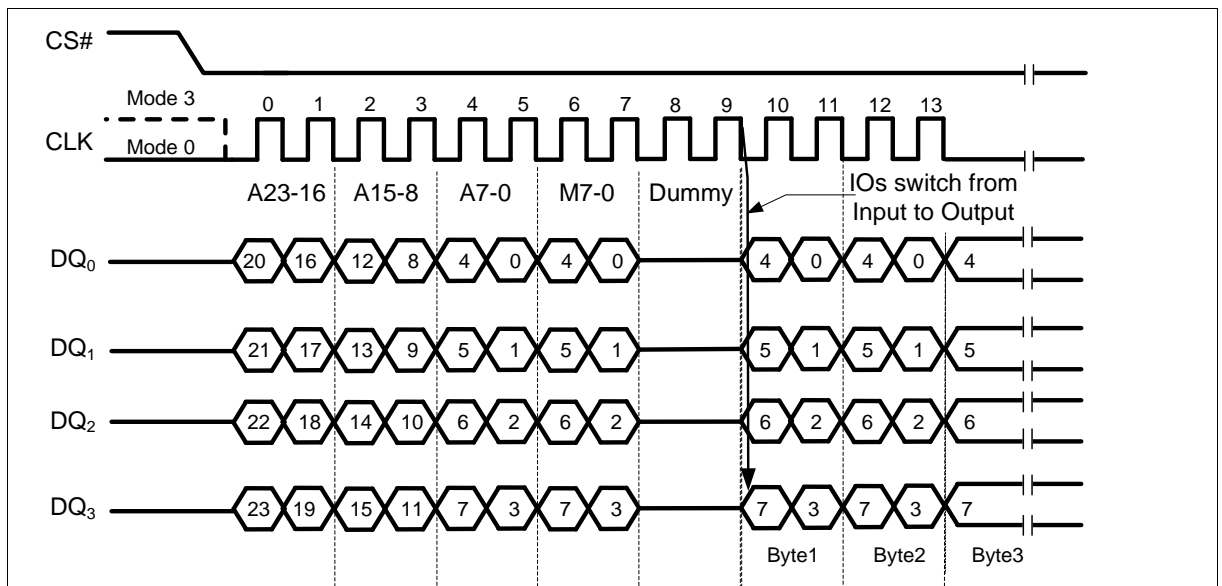 CS#
Mode 3
0 1 2 3 4 5 6 7 8 9 10 11 12 13
CLK
Mode 0
A23-16 A15-8 A7-0 M7-0 Dummy
IOs switch from
Input to Output
DQ0 20 16 12 8 4 0 4 0 4 0 4 0 4
DQ1 21 17 13 9 5 1 5 1 5 1 5 1 5
DQ2 22 18 14 10 6 2 6 2 6 2 6 2 6
DQ3 23 19 15 11 7 3 7 3 7 3 7 3 7
Byte1 Byte2 Byte3